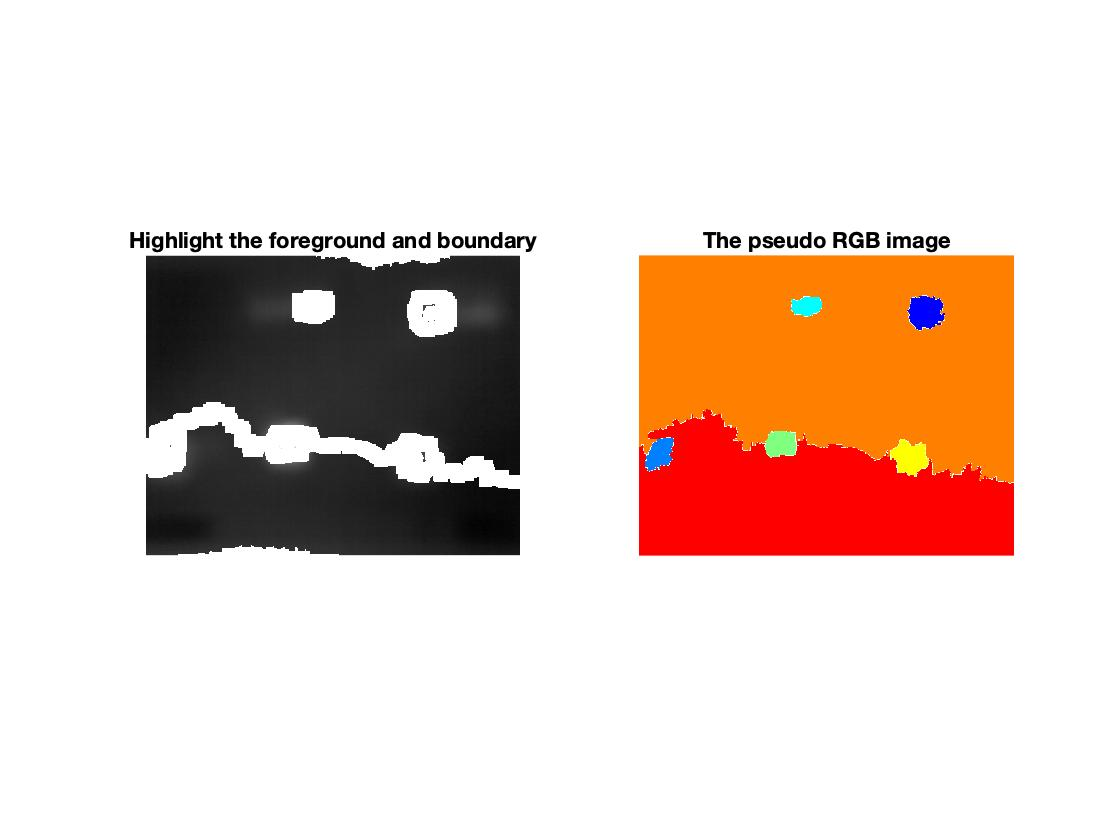 Highlight the foreground and boundary
The pseudo RGB image